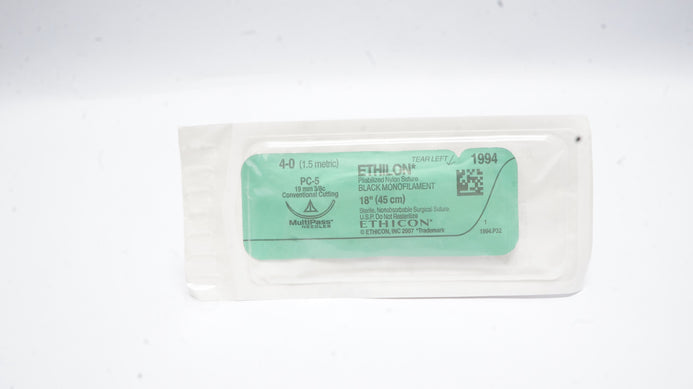 4-0 (1.5 metric)
PC-5
19 mm 3/8c
Conventional Cutting
MultiPass*
NEEDLES
TEAR LEFT
ETHILON*
Pliabilized Nylon Suture
BLACK MONOFILAMENT
18" (45 cm)
Sterile, Nonabsorbable Surgical Suture,
U.S.P. Do Not Resterilize
ETHICON*
© ETHICON, INC 2007 *Trademark
1994
1
1994.P32